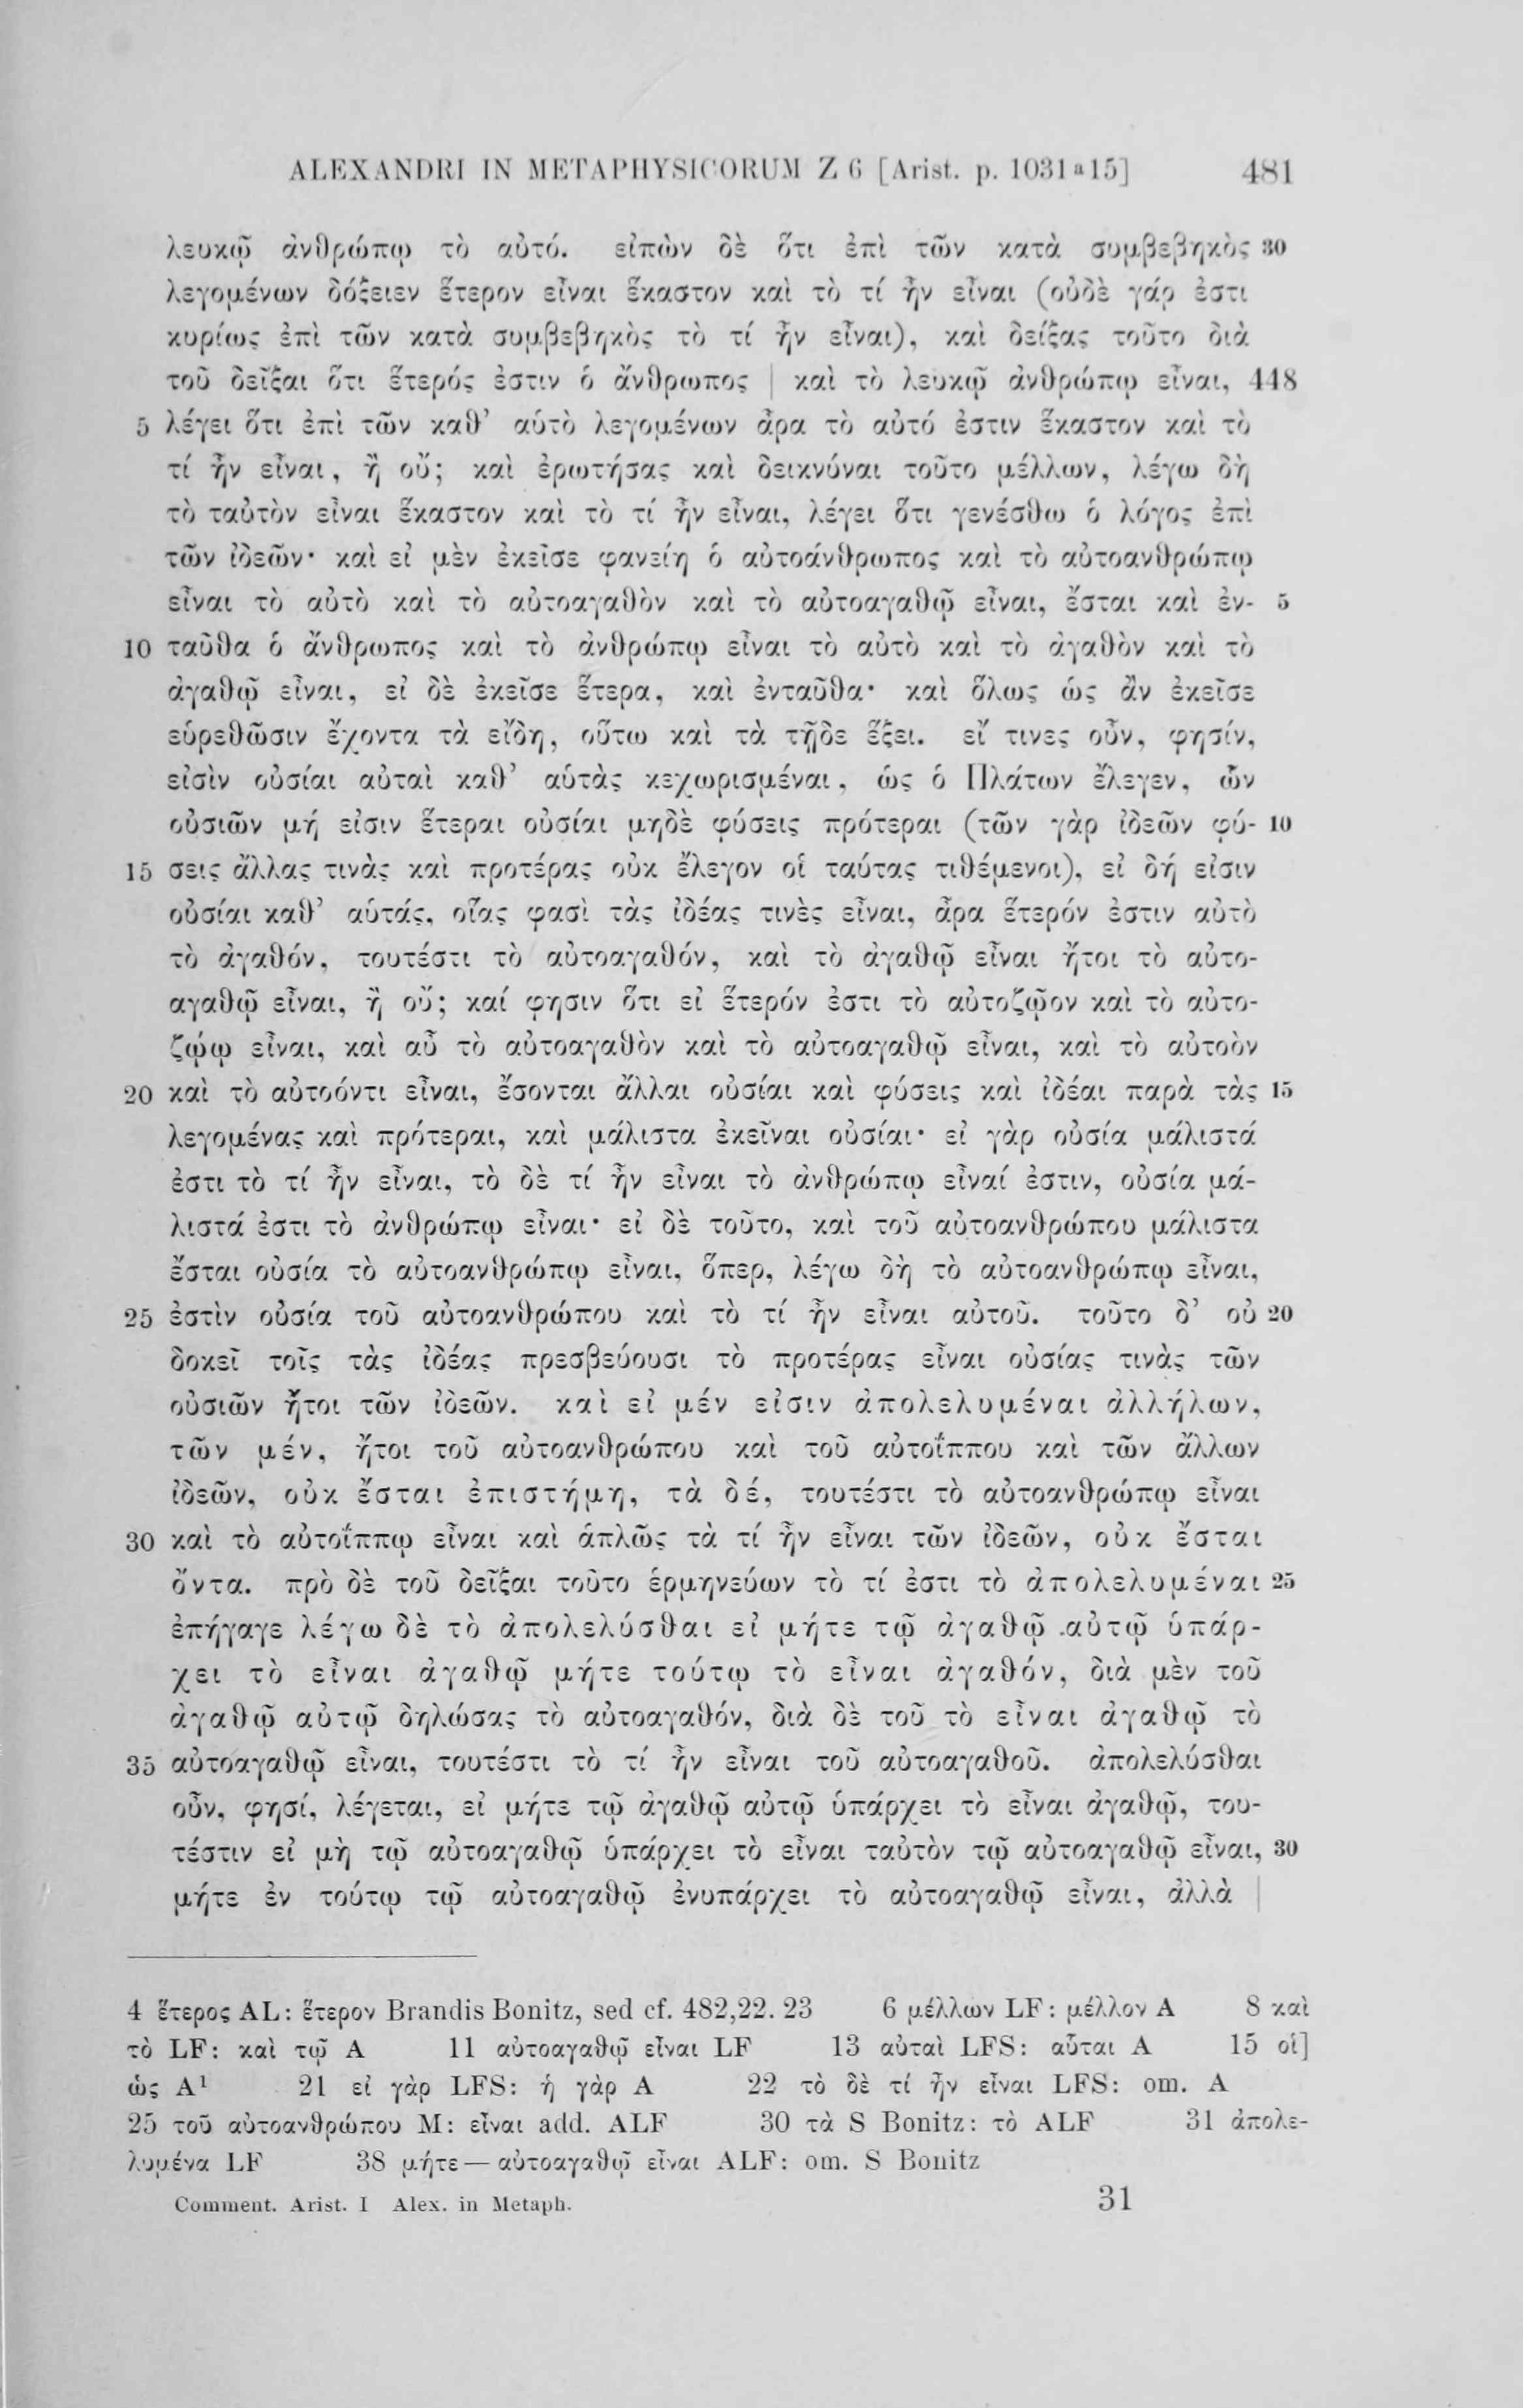 ALEXANDRI IN METAPHYSICORUM Z 6 [Arist. p. 1031a15] 481
λευκῷ ἀνθρώπῳ τὸ αὐτό. εἰπὼν δὲ ὅτι ἐπὶ τῶν κατὰ συμβεβηκὸς 30
λεγομένων δόξειεν ἕτερον εἶναι ἕκαστον καὶ τὸ τί ἦν εἶναι (οὐδὲ γάρ ἐστι
κυρίως ἐπὶ τῶν κατὰ συμβεβηκὸς τὸ τί ἦν εἶναι), καὶ δείξας τοῦτο διὰ
τοῦ δεῖξαι ὅτι ἕτερός ἐστιν ὁ ἄνθρωπος | καὶ τὸ λευκῷ ἀνθρώπῳ εἶναι, 448
5 λέγει ὅτι ἐπὶ τῶν καθ’ αὑτὸ λεγομένων ἆρα τὸ αὐτό ἐστιν ἕκαστον καὶ τὸ
τί ἦν εἶναι, ἢ οὔ; καὶ ἐρωτήσας καὶ δεικνύναι τοῦτο μέλλων, λέγω δὴ
τὸ ταὐτὸν εἶναι ἕκαστον καὶ τὸ τί ἦν εἶναι, λέγει ὅτι γενέσθω ὁ λόγος ἐπὶ
τῶν ἰδεῶν· καὶ εἰ μὲν ἐκεῖσε φανείη ὁ αὐτοάνθρωπος καὶ τὸ αὐτοανθρώπῳ
εἶναι τὸ αὐτὸ καὶ τὸ αὐτοαγαθὸν καὶ τὸ αὐτοαγαθῷ εἶναι, ἔσται καὶ ἐν- 5
10 ταῦθα ὁ ἄνθρωπος καὶ τὸ ἀνθρώπῳ εἶναι τὸ αὐτὸ καὶ τὸ ἀγαθὸν καὶ τὸ
ἀγαθῷ εἶναι, εἰ δὲ ἐκεῖσε ἕτερα, καὶ ἐνταῦθα· καὶ ὅλως ὡς ἂν ἐκεῖσε
εὑρεθῶσιν ἔχοντα τὰ εἴδη, οὕτω καὶ τὰ τῇδε ἕξει. εἴ τινες οὖν, φησίν,
εἰσὶν οὐσίαι αὐταὶ καθ’ αὑτὰς κεχωρισμέναι, ὡς ὁ Πλάτων ἔλεγεν, ὧν
οὐσιῶν μή εἰσιν ἕτεραι οὐσίαι μηδὲ φύσεις πρότεραι (τῶν γὰρ ἰδεῶν φύ- 10
15 σεις ἄλλας τινὰς καὶ προτέρας οὐκ ἔλεγον οἱ ταύτας τιθέμενοι), εἰ δή εἰσιν
οὐσίαι καθ’ αὑτάς, οἵας φασὶ τὰς ἰδέας τινὲς εἶναι, ἆρα ἕτερόν ἐστιν αὐτὸ
τὸ ἀγαθόν, τουτέστι τὸ αὐτοαγαθόν, καὶ τὸ ἀγαθῷ εἶναι ἤτοι τὸ αὐτο-
αγαθῷ εἶναι, ἢ οὔ; καί φησιν ὅτι εἰ ἕτερόν ἐστι τὸ αὐτοζῷον καὶ τὸ αὐτο-
ζῴῳ εἶναι, καὶ αὖ τὸ αὐτοαγαθὸν καὶ τὸ αὐτοαγαθῷ εἶναι, καὶ τὸ αὐτοὸν
20 καὶ τὸ αὐτοόντι εἶναι, ἔσονται ἄλλαι οὐσίαι καὶ φύσεις καὶ ἰδέαι παρὰ τὰς 15
λεγομένας καὶ πρότεραι, καὶ μάλιστα ἐκεῖναι οὐσίαι· εἰ γὰρ οὐσία μάλιστά
ἐστι τὸ τί ἦν εἶναι, τὸ δὲ τί ἦν εἶναι τὸ ἀνθρώπῳ εἶναί ἐστιν, οὐσία μά-
λιστά ἐστι τὸ ἀνθρώπῳ εἶναι· εἰ δὲ τοῦτο, καὶ τοῦ αὐτοανθρώπου μάλιστα
ἔσται οὐσία τὸ αὐτοανθρώπῳ εἶναι, ὅπερ, λέγω δὴ τὸ αὐτοανθρώπῳ εἶναι,
25 ἐστὶν οὐσία τοῦ αὐτοανθρώπου καὶ τὸ τί ἦν εἶναι αὐτοῦ. τοῦτο δ’ οὐ 20
δοκεῖ τοῖς τὰς ἰδέας πρεσβεύουσι τὸ προτέρας εἶναι οὐσίας τινὰς τῶν
οὐσιῶν ἤτοι τῶν ἰδεῶν. καὶ εἰ μέν εἰσιν ἀπολελυμέναι ἀλλήλων,
τῶν μέν, ἤτοι τοῦ αὐτοανθρώπου καὶ τοῦ αὐτοΐππου καὶ τῶν ἄλλων
ἰδεῶν, οὐκ ἔσται ἐπιστήμη, τὰ δέ, τουτέστι τὸ αὐτοανθρώπῳ εἶναι
30 καὶ τὸ αὐτοΐππῳ εἶναι καὶ ἁπλῶς τὰ τί ἦν εἶναι τῶν ἰδεῶν, οὐκ ἔσται
ὄντα. πρὸ δὲ τοῦ δεῖξαι τοῦτο ἑρμηνεύων τὸ τί ἐστι τὸ ἀπολελυμέναι 25
ἐπήγαγε λέγω δὲ τὸ ἀπολελύσθαι εἰ μήτε τῷ ἀγαθῷ αὐτῷ ὑπάρ-
χει τὸ εἶναι ἀγαθῷ μήτε τούτῳ τὸ εἶναι ἀγαθόν, διὰ μὲν τοῦ
ἀγαθῷ αὐτῷ δηλώσας τὸ αὐτοαγαθόν, διὰ δὲ τοῦ τὸ εἶναι ἀγαθῷ τὸ
35 αὐτοαγαθῷ εἶναι, τουτέστι τὸ τί ἦν εἶναι τοῦ αὐτοαγαθοῦ. ἀπολελύσθαι
οὖν, φησί, λέγεται, εἰ μήτε τῷ ἀγαθῷ αὐτῷ ὑπάρχει τὸ εἶναι ἀγαθῷ, του-
τέστιν εἰ μὴ τῷ αὐτοαγαθῷ ὑπάρχει τὸ εἶναι ταὐτὸν τῷ αὐτοαγαθῷ εἶναι, 30
μήτε ἐν τούτῳ τῷ αὐτοαγαθῷ ἐνυπάρχει τὸ αὐτοαγαθῷ εἶναι, ἀλλὰ |
4 ἕτερος AL: ἕτερον Brandis Bonitz, sed cf. 482,22. 23 6 μέλλων LF: μέλλον A 8 καὶ
τὸ LF: καὶ τῷ A 11 αὐτοαγαθῷ εἶναι LF 13 αὐταὶ LFS: αὗται A 15 οἱ]
ὡς A¹ 21 εἰ γὰρ LFS: ἡ γὰρ A 22 τὸ δὲ τί ἦν εἶναι LFS: om. A
25 τοῦ αὐτοανθρώπου M: εἶναι add. ALF 30 τὰ S Bonitz: τὸ ALF 31 ἀπολε-
λυμένα LF 38 μήτε — αὐτοαγαθῷ εἶναι ALF: om. S Bonitz
Comment. Arist. I Alex. in Metaph. 31